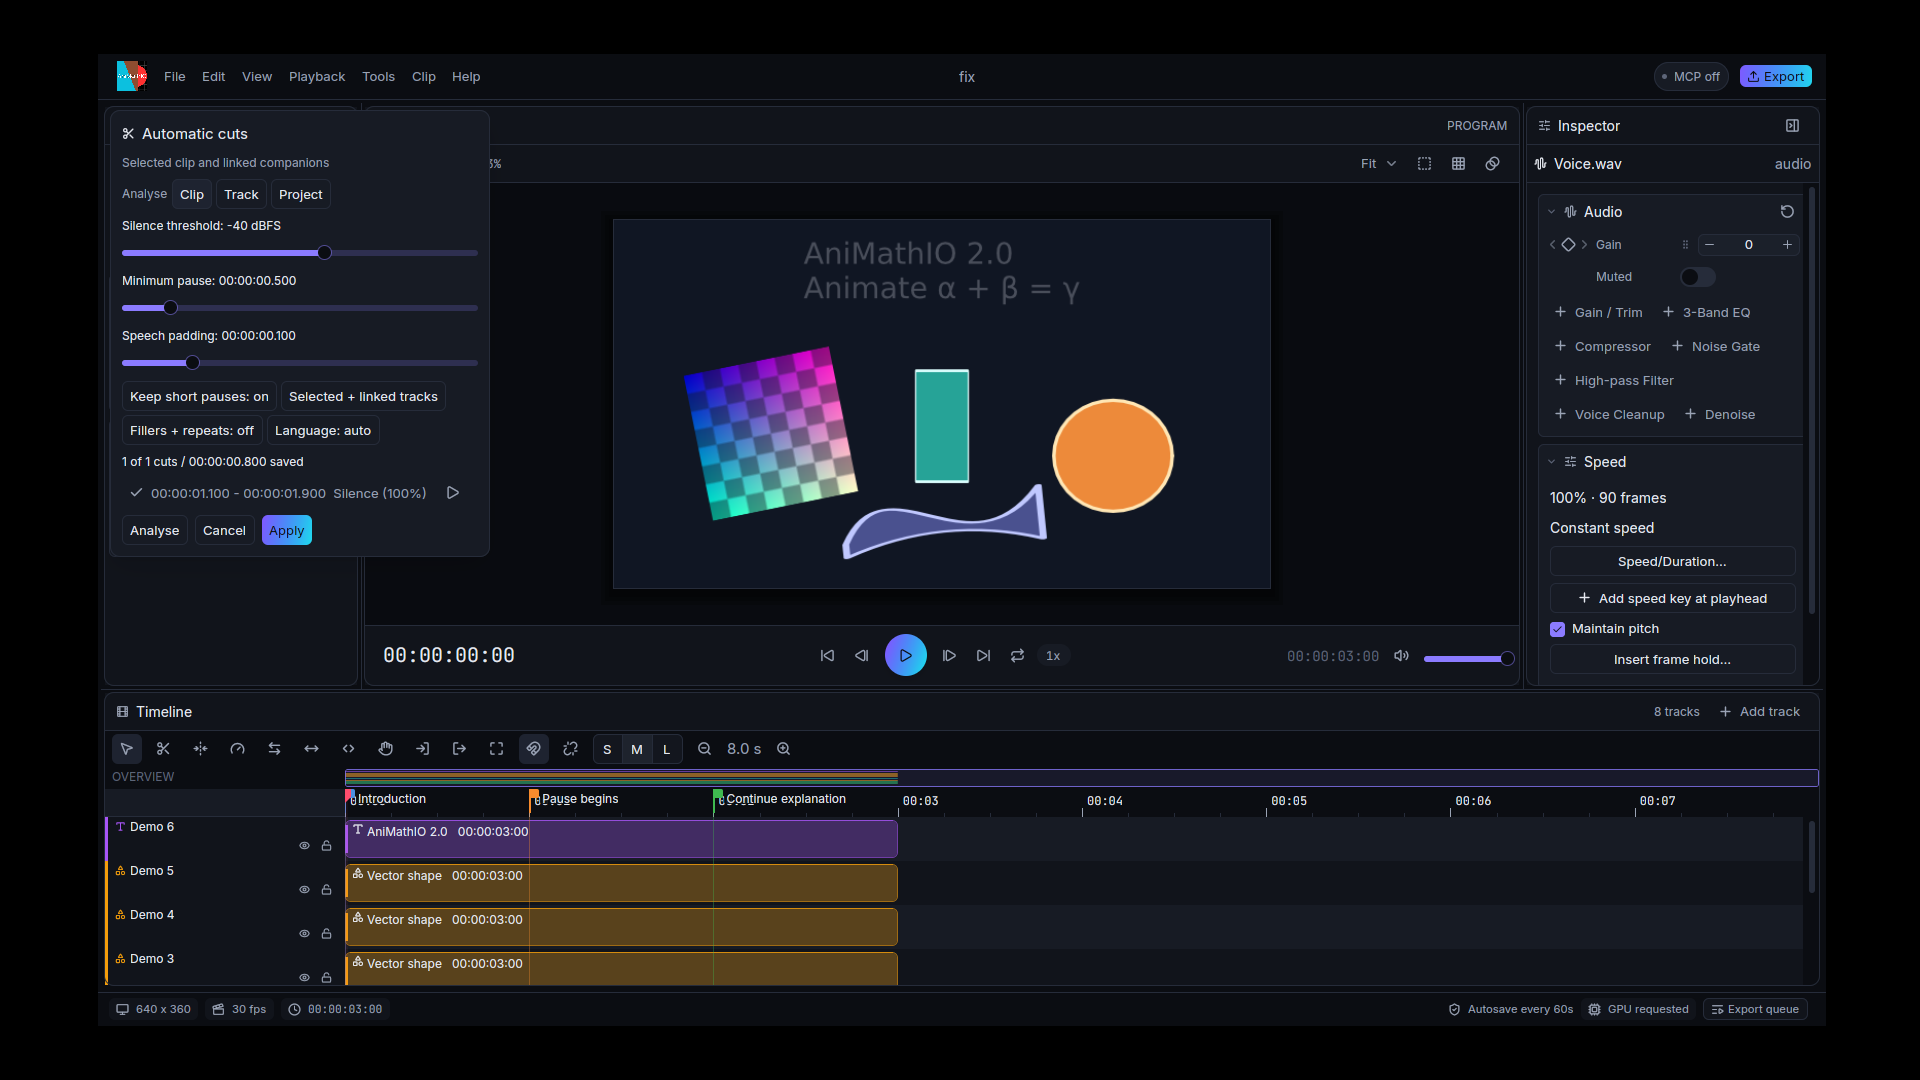 File Edit View Playback Tools Clip Help
fix
MCP off
Export
Automatic cuts
Selected clip and linked companions
Analyse Clip Track Project
Silence threshold: -40 dBFS
Minimum pause: 00:00:00.500
Speech padding: 00:00:00.100
Keep short pauses: on Selected + linked tracks
Fillers + repeats: off Language: auto
1 of 1 cuts / 00:00:00.800 saved
00:00:01.100 - 00:00:01.900 Silence (100%)
Analyse Cancel Apply
PROGRAM
Fit
AniMathIO 2.0
Animate α + β = γ
00:00:00:00
1x
00:00:03:00
Inspector
Voice.wav audio
Audio
Gain 0
Muted
Gain / Trim 3-Band EQ
Compressor Noise Gate
High-pass Filter
Voice Cleanup Denoise
Speed
100% · 90 frames
Constant speed
Speed/Duration...
Add speed key at playhead
Maintain pitch
Insert frame hold...
Timeline
8 tracks
Add track
S M L
8.0 s
OVERVIEW
Introduction Pause begins Continue explanation 00:03 00:04 00:05 00:06 00:07
Demo 6
AniMathIO 2.0 00:00:03:00
Demo 5
Vector shape 00:00:03:00
Demo 4
Vector shape 00:00:03:00
Demo 3
Vector shape 00:00:03:00
640 x 360
30 fps
00:00:03:00
Autosave every 60s
GPU requested
Export queue